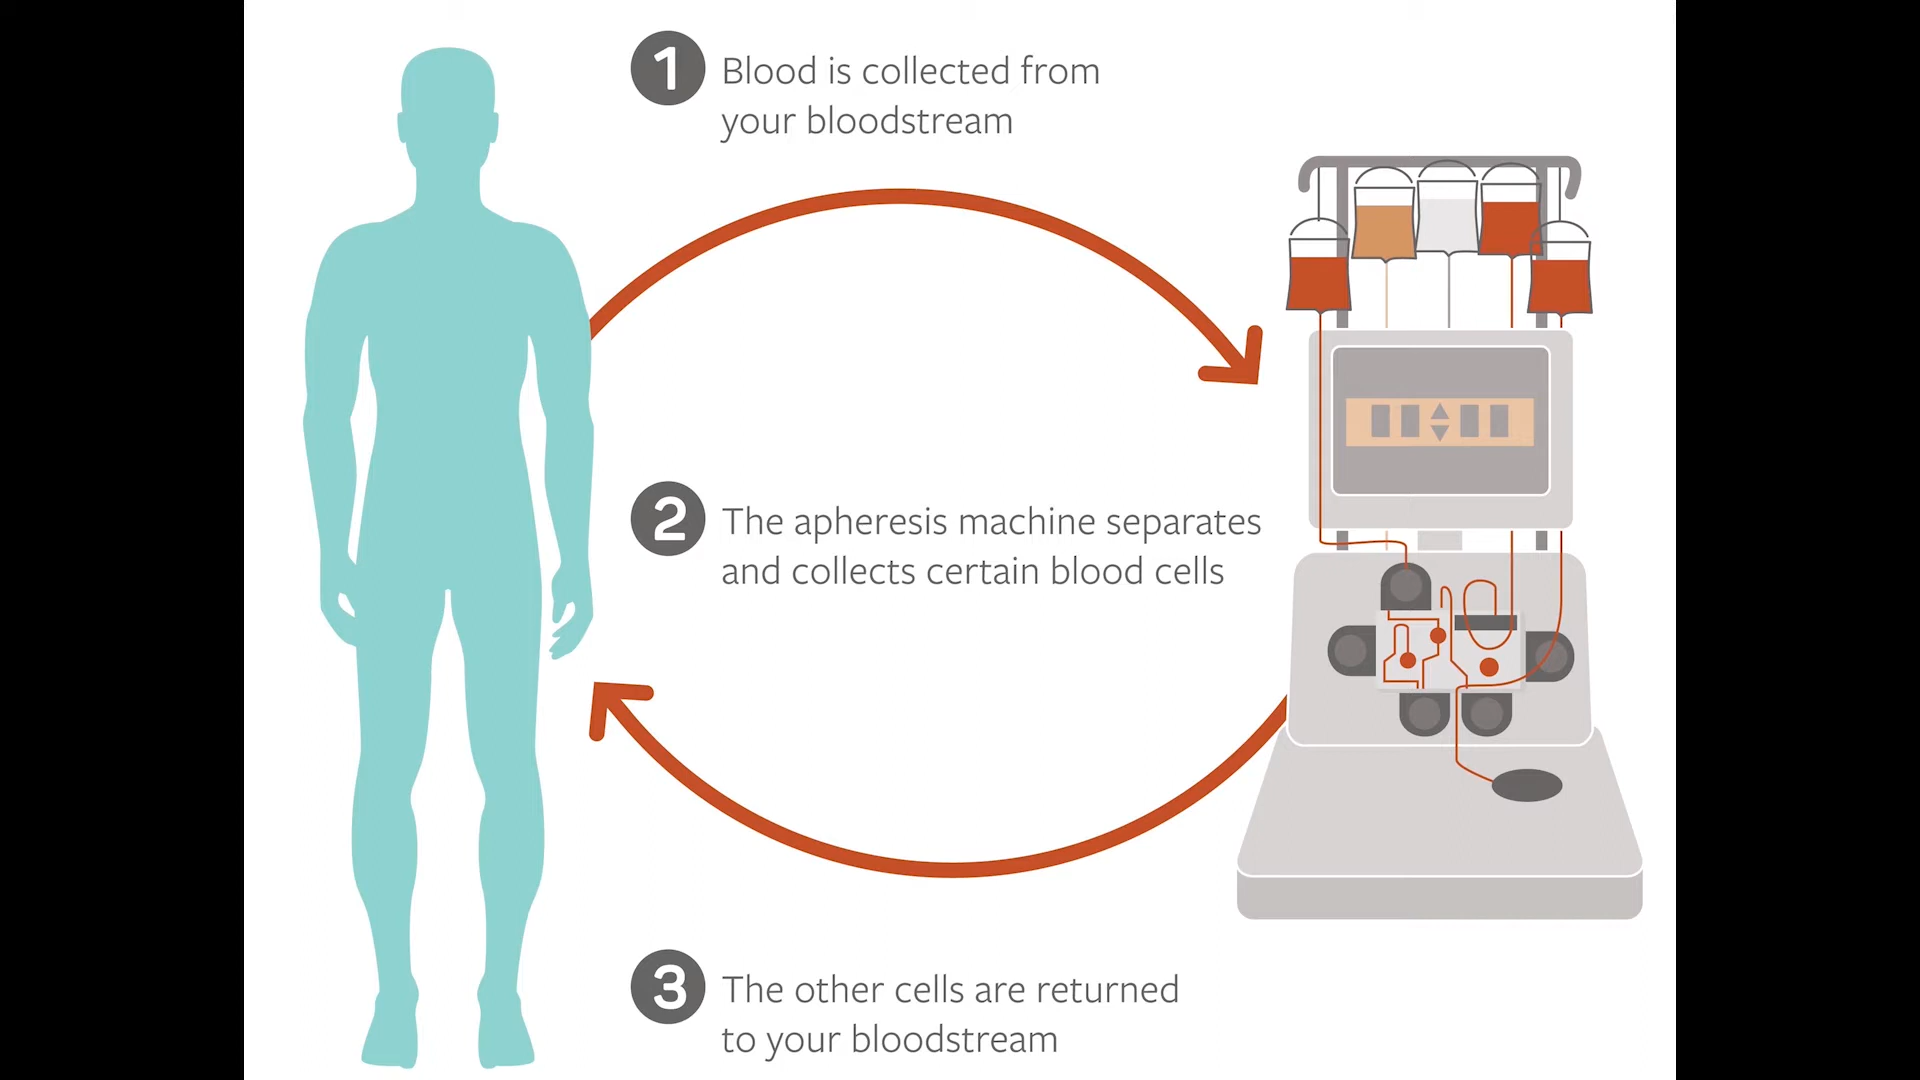 1 Blood is collected from
your bloodstream
2 The apheresis machine separates
and collects certain blood cells
3 The other cells are returned
to your bloodstream